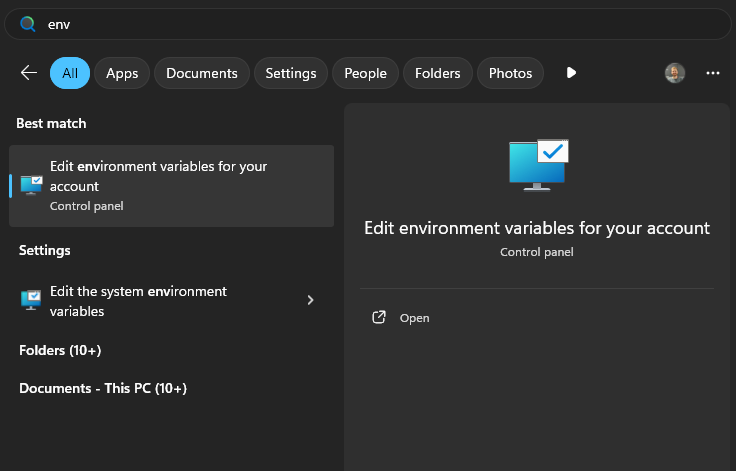 env
All
Apps
Documents
Settings
People
Folders
Photos
Best match
Edit environment variables for your
account
Control panel
Settings
Edit the system environment
variables
Folders (10+)
Documents - This PC (10+)
Edit environment variables for your account
Control panel
Open